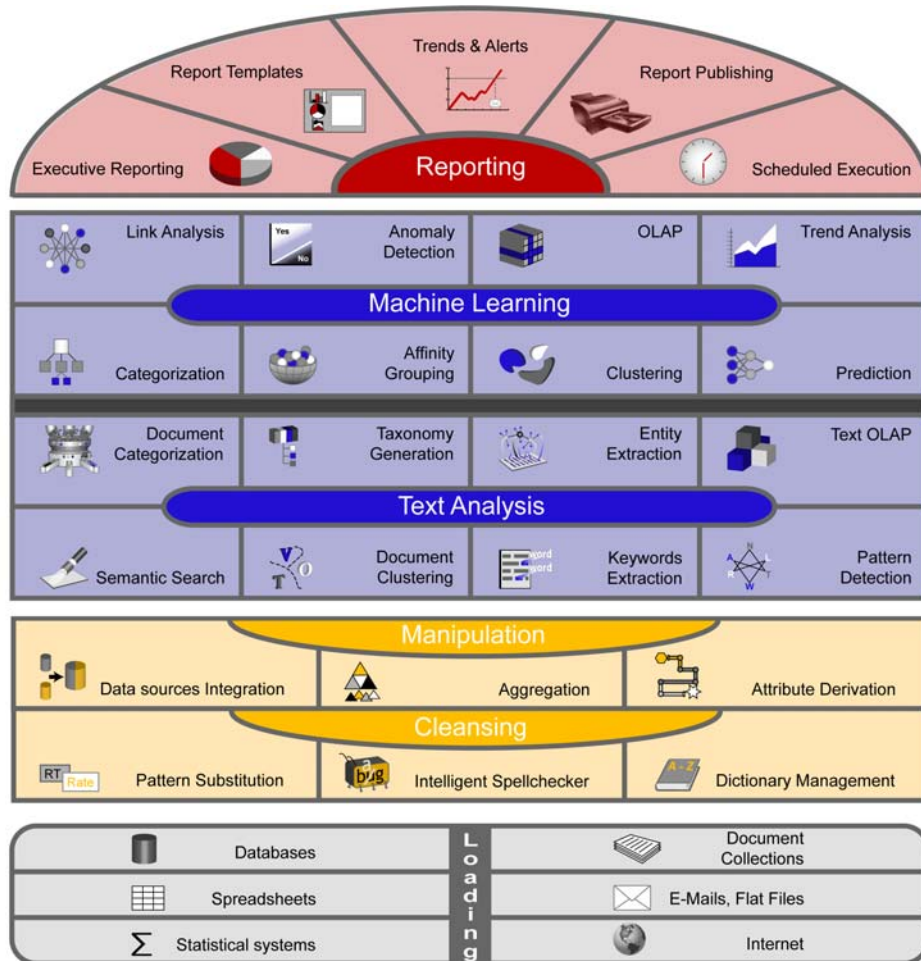 Trends & Alerts
Report Templates
Report Publishing
Executive Reporting
Reporting
Scheduled Execution
Link Analysis
Yes
No
Anomaly
Detection
OLAP
Trend Analysis
Machine Learning
Categorization
Affinity
Grouping
Clustering
Prediction
Document
Categorization
Taxonomy
Generation
Entity
Extraction
Text OLAP
Text Analysis
Semantic Search
V
O
T
Document
Clustering
word
word
Keywords
Extraction
N
A L
R T
W
Pattern
Detection
Manipulation
Data sources Integration
Aggregation
Attribute Derivation
Cleansing
RT
Rate
Pattern Substitution
a
bug
Intelligent Spellchecker
A - Z
Dictionary Management
Loading
Databases
Document
Collections
Spreadsheets
E-Mails, Flat Files
Σ Statistical systems
Internet